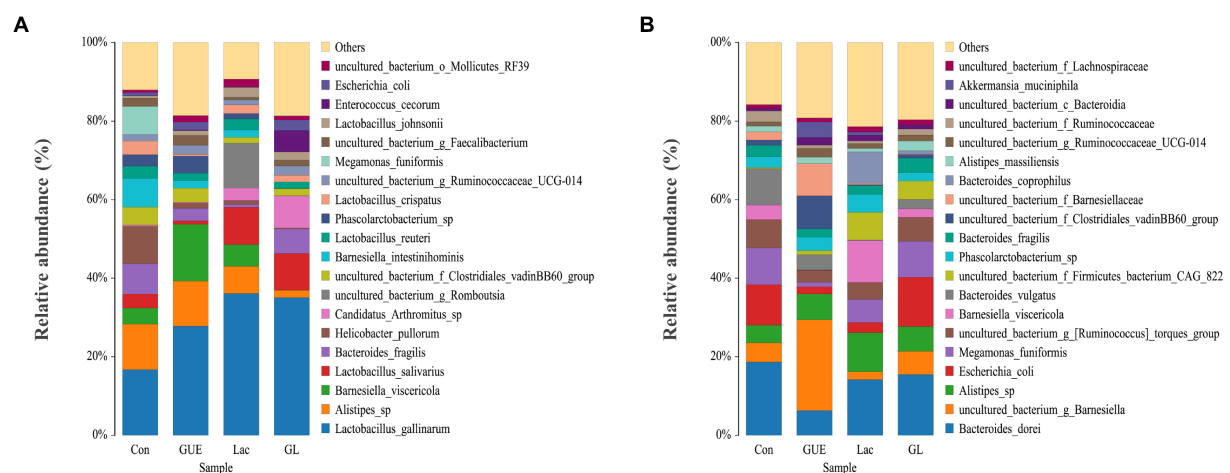 A
Relative abundance (%)
100%
80%
60%
40%
20%
0%
Con
GUE
Lac
GL
Sample
Others
uncultured_bacterium_o_Mollicutes_RF39
Escherichia_coli
Enterococcus_cecorum
Lactobacillus_johnsonii
uncultured_bacterium_g_Faecalibacterium
Megamonas_funiformis
uncultured_bacterium_g_Ruminococcaceae_UCG-014
Lactobacillus_crispatus
Phascolarctobacterium_sp
Lactobacillus_reuteri
Barnesiella_intestinihominis
uncultured_bacterium_f_Clostridiales_vadinBB60_group
uncultured_bacterium_g_Romboutsia
Candidatus_Arthromitus_sp
Helicobacter_pullorum
Bacteroides_fragilis
Lactobacillus_salivarius
Barnesiella_viscericola
Alistipes_sp
Lactobacillus_gallinarum
B
Relative abundance (%)
00%
80%
60%
40%
20%
0%
Con
GUE
Lac
GL
Sample
Others
uncultured_bacterium_f_Lachnospiraceae
Akkermansia_muciniphila
uncultured_bacterium_c_Bacteroidia
uncultured_bacterium_f_Ruminococcaceae
uncultured_bacterium_g_Ruminococcaceae_UCG-014
Alistipes_massiliensis
Bacteroides_coprophilus
uncultured_bacterium_f_Barnesiellaceae
uncultured_bacterium_f_Clostridiales_vadinBB60_group
Bacteroides_fragilis
Phascolarctobacterium_sp
uncultured_bacterium_f_Firmicutes_bacterium_CAG_822
Bacteroides_vulgatus
Barnesiella_viscericola
uncultured_bacterium_g_[Ruminococcus]_torques_group
Megamonas_funiformis
Escherichia_coli
Alistipes_sp
uncultured_bacterium_g_Barnesiella
Bacteroides_dorei